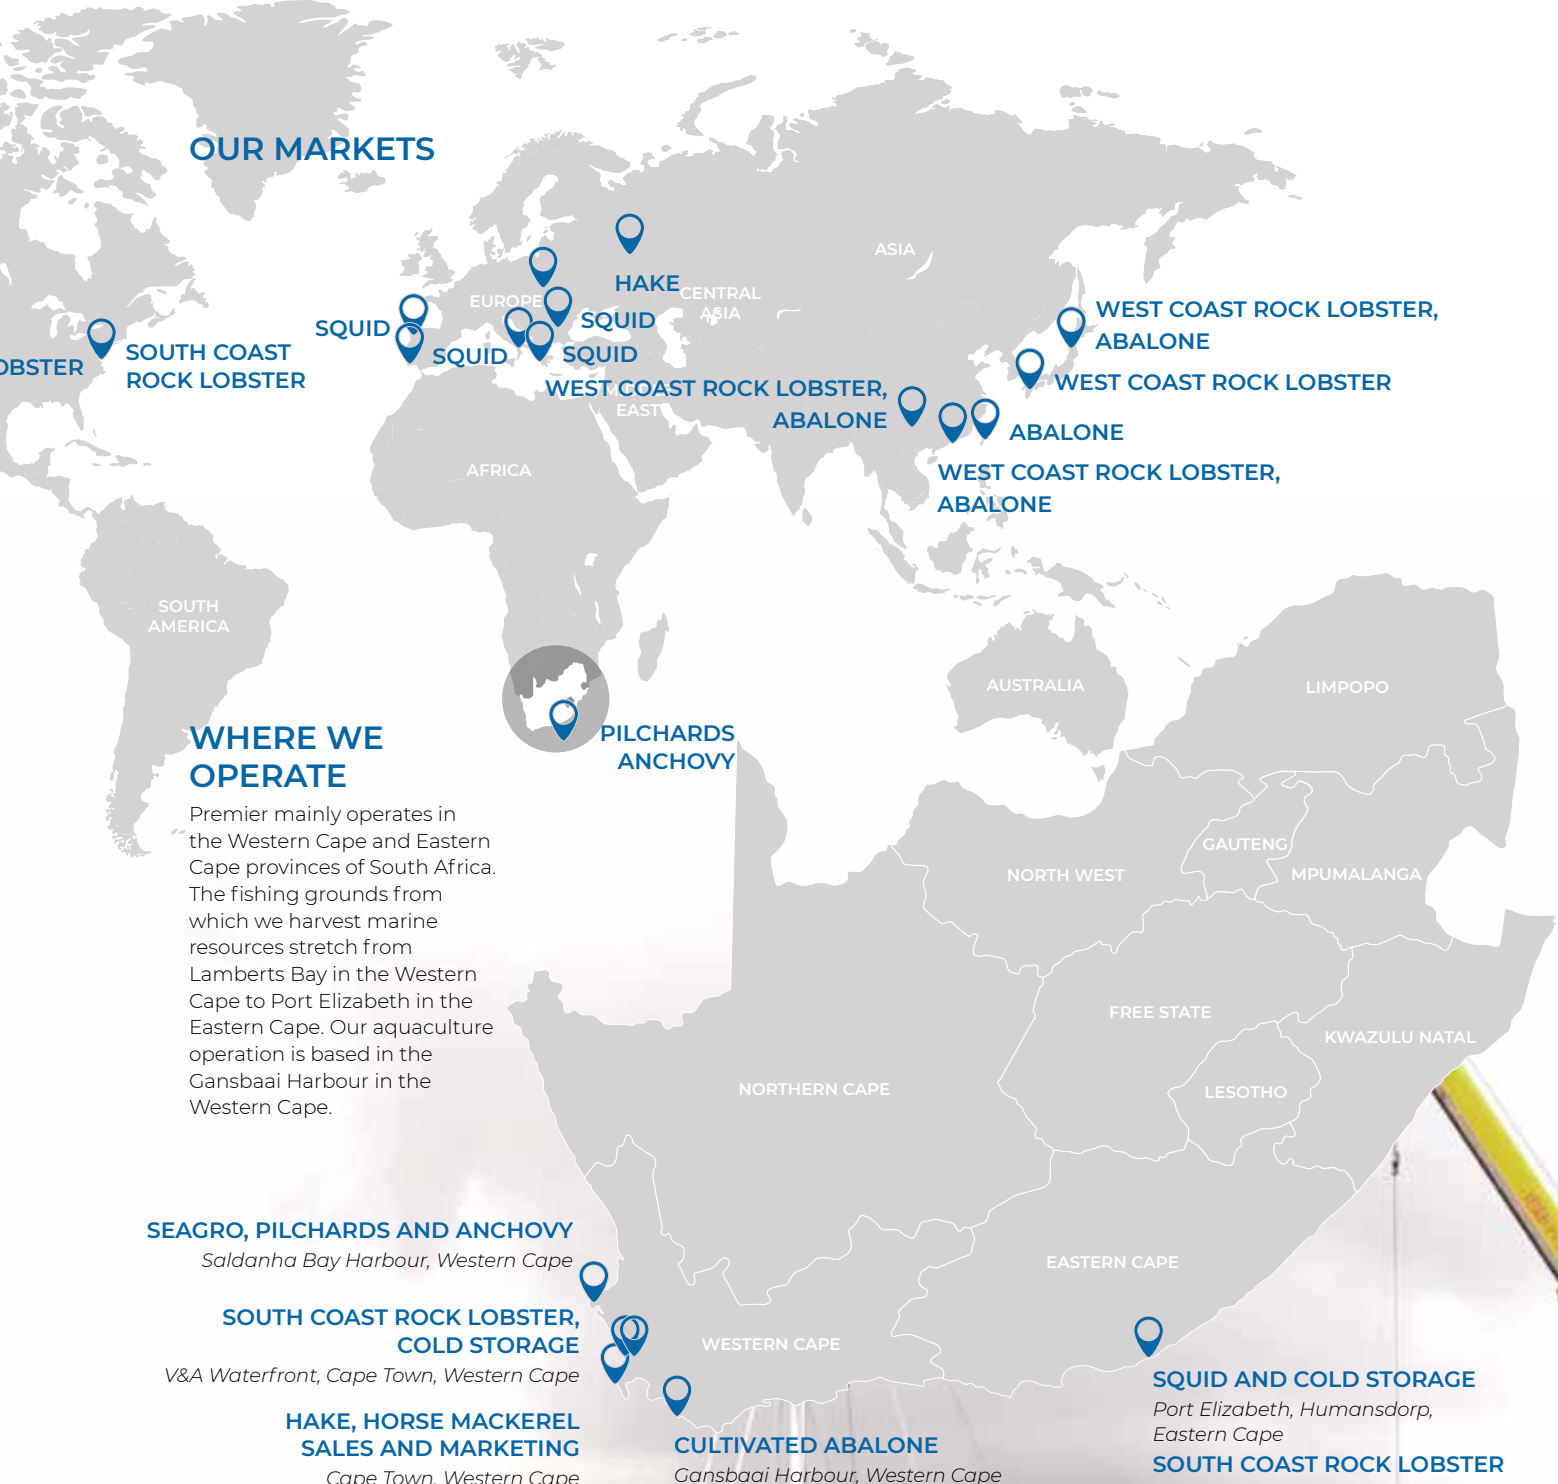 OUR MARKETS
ASIA
HAKE
CENTRAL
ASIA
EUROPE
SQUID
SQUID
SQUID
SQUID
SOUTH COAST
ROCK LOBSTER
WEST COAST ROCK LOBSTER,
ABALONE
WEST COAST ROCK LOBSTER
WEST COAST ROCK LOBSTER,
ABALONE
EAST
ABALONE
WEST COAST ROCK LOBSTER,
ABALONE
AFRICA
SOUTH
AMERICA
AUSTRALIA
PILCHARDS
ANCHOVY
WHERE WE
OPERATE
Premier mainly operates in
the Western Cape and Eastern
Cape provinces of South Africa.
The fishing grounds from
which we harvest marine
resources stretch from
Lamberts Bay in the Western
Cape to Port Elizabeth in the
Eastern Cape. Our aquaculture
operation is based in the
Gansbaai Harbour in the
Western Cape.
LIMPOPO
GAUTENG
MPUMALANGA
NORTH WEST
FREE STATE
KWAZULU NATAL
LESOTHO
NORTHERN CAPE
EASTERN CAPE
WESTERN CAPE
SEAGRO, PILCHARDS AND ANCHOVY
Saldanha Bay Harbour, Western Cape
SOUTH COAST ROCK LOBSTER,
COLD STORAGE
V&A Waterfront, Cape Town, Western Cape
HAKE, HORSE MACKEREL
SALES AND MARKETING
Cape Town, Western Cape
CULTIVATED ABALONE
Gansbaai Harbour, Western Cape
SQUID AND COLD STORAGE
Port Elizabeth, Humansdorp,
Eastern Cape
SOUTH COAST ROCK LOBSTER